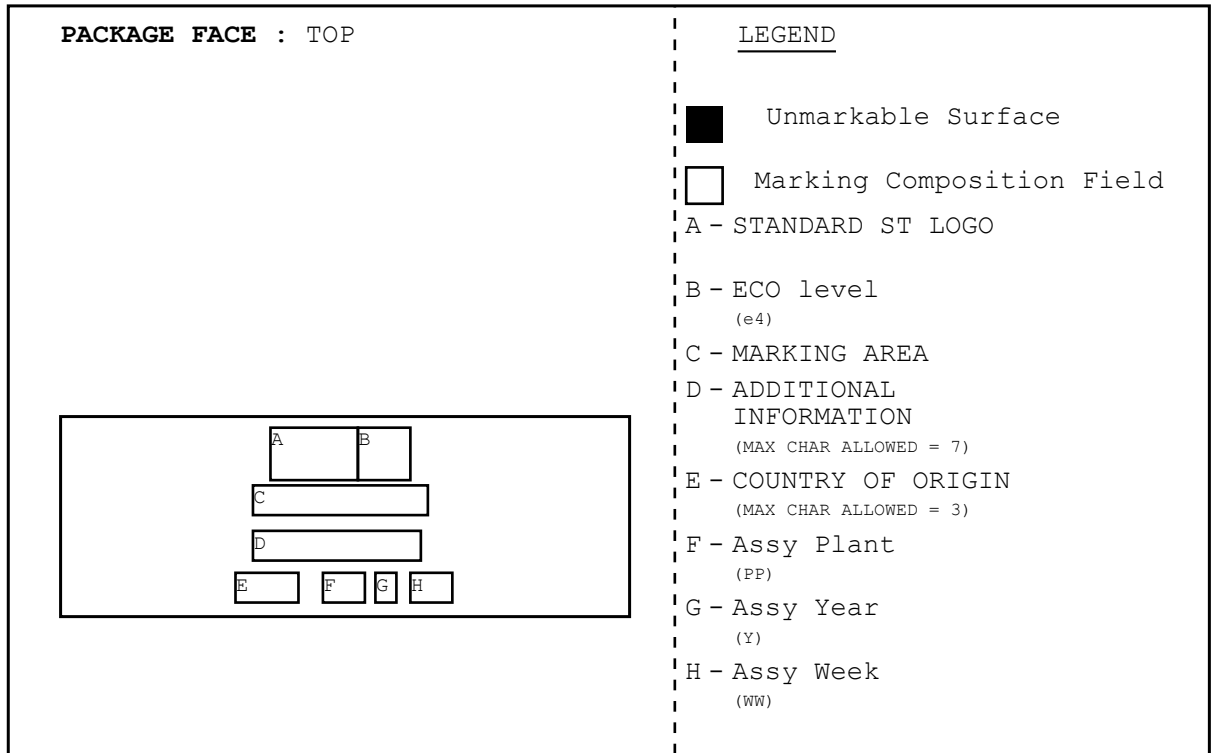 PACKAGE FACE : TOP
A B
C
D
E F G H
LEGEND
Unmarkable Surface
Marking Composition Field
A – STANDARD ST LOGO
B – ECO level
(e4)
C – MARKING AREA
D – ADDITIONAL
INFORMATION
(MAX CHAR ALLOWED = 7)
E – COUNTRY OF ORIGIN
(MAX CHAR ALLOWED = 3)
F – Assy Plant
(PP)
G – Assy Year
(Y)
H – Assy Week
(WW)